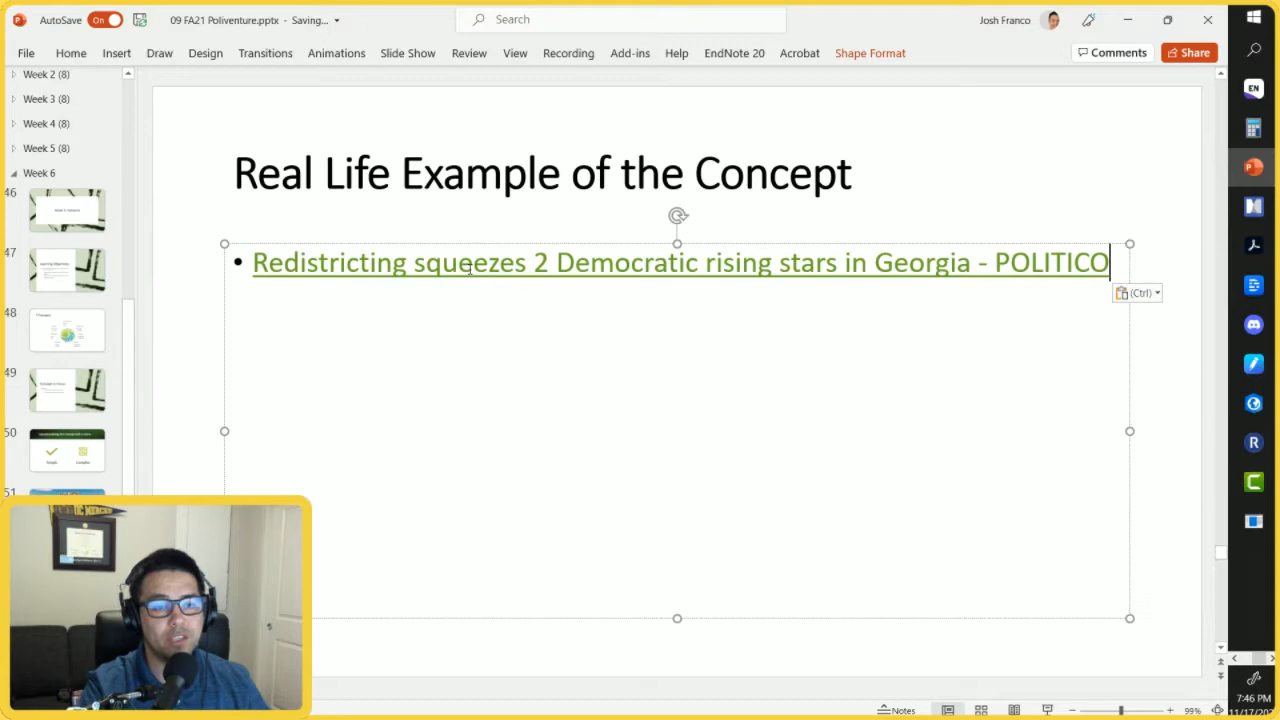 AutoSave On 09 FA21 Poliventure.pptx - Saving... Search Josh Franco
File Home Insert Draw Design Transitions Animations Slide Show Review View Recording Add-ins Help EndNote 20 Acrobat Shape Format Comments Share
Week 2 (8)
Week 3 (8)
Week 4 (8)
Week 5 (8)
Week 6
46
47
48
49
50
51
Real Life Example of the Concept
• Redistricting squeezes 2 Democratic rising stars in Georgia - POLITICO
(Ctrl)
EN
R
Notes
99%
7:46 PM